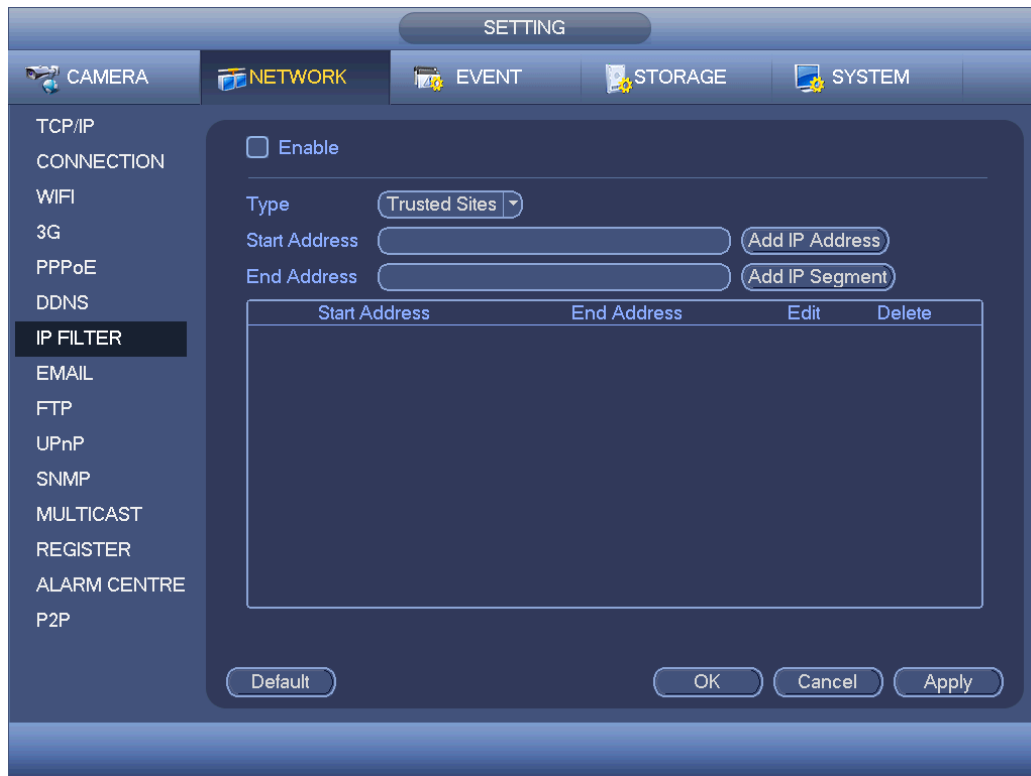 SETTING
CAMERA NETWORK EVENT STORAGE SYSTEM
TCP/IP
CONNECTION
WIFI
3G
PPPoE
DDNS
IP FILTER
EMAIL
FTP
UPnP
SNMP
MULTICAST
REGISTER
ALARM CENTRE
P2P
Enable
Type Trusted Sites
Start Address Add IP Address
End Address Add IP Segment
Start Address End Address Edit Delete
Default OK Cancel Apply